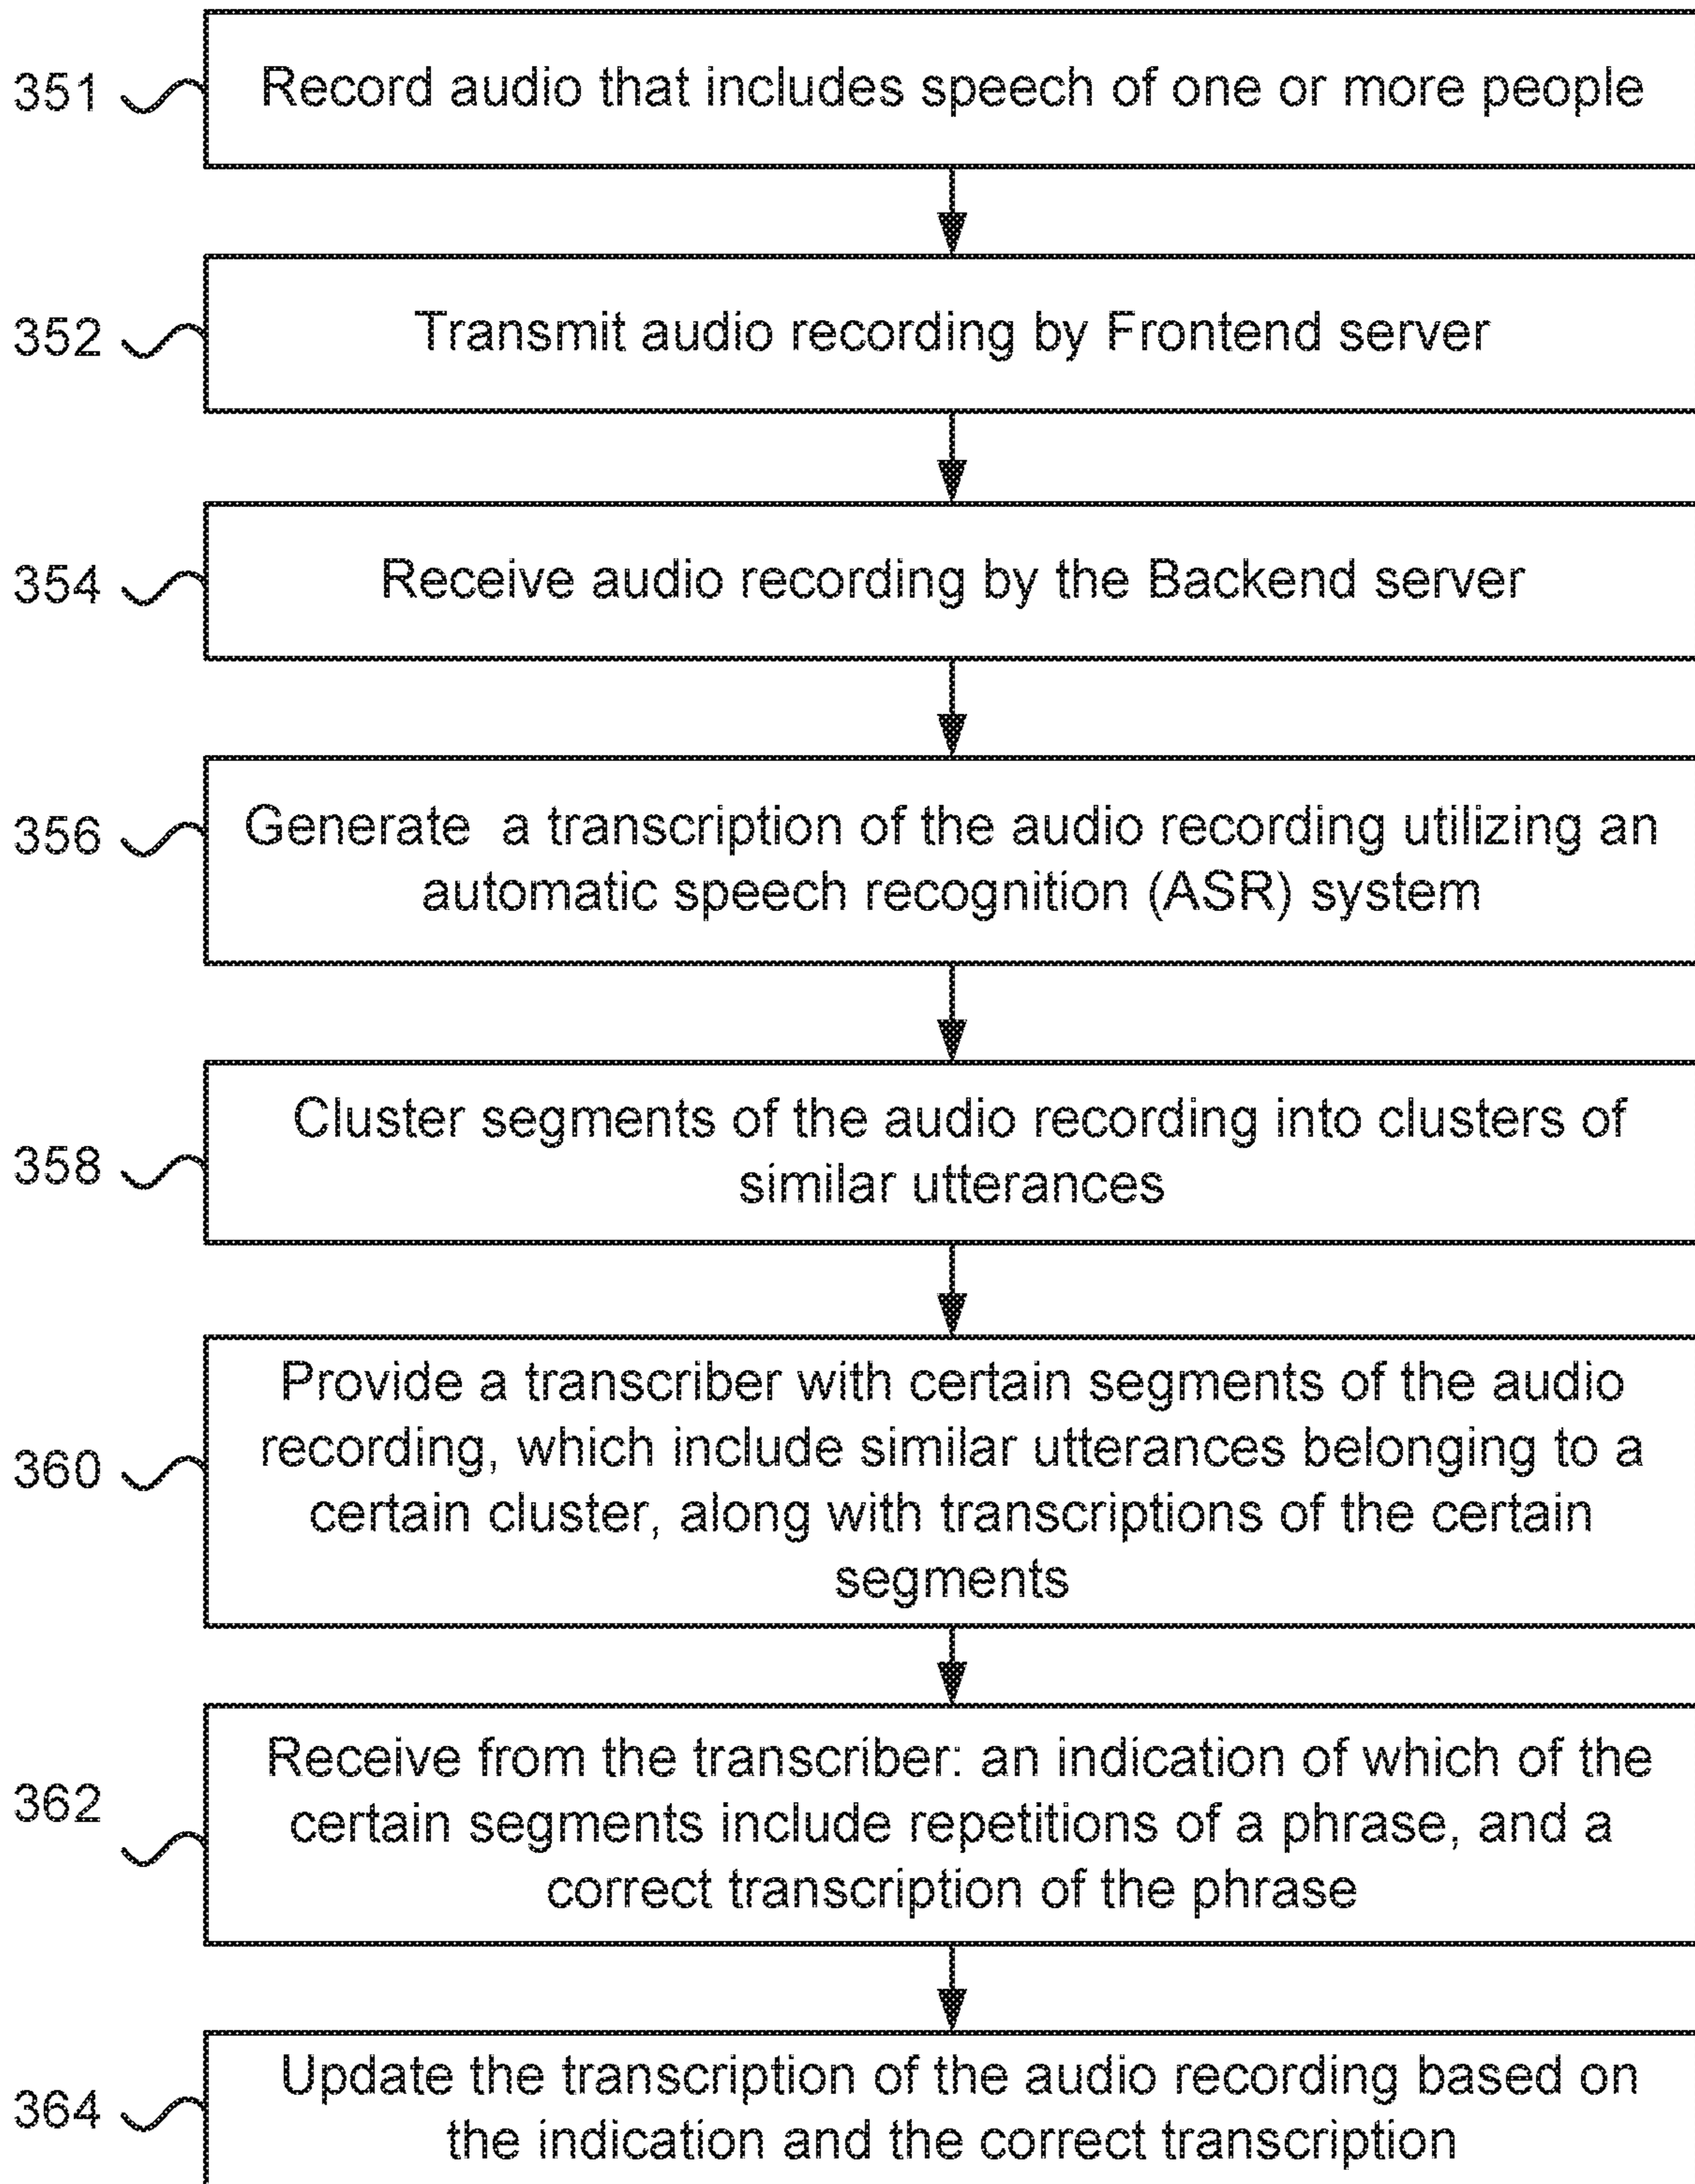 351 Record audio that includes speech of one or more people
352 Transmit audio recording by Frontend server
354 Receive audio recording by the Backend server
356 Generate a transcription of the audio recording utilizing an
automatic speech recognition (ASR) system
358 Cluster segments of the audio recording into clusters of
similar utterances
360 Provide a transcriber with certain segments of the audio
recording, which include similar utterances belonging to a
certain cluster, along with transcriptions of the certain
segments
362 Receive from the transcriber: an indication of which of the
certain segments include repetitions of a phrase, and a
correct transcription of the phrase
364 Update the transcription of the audio recording based on
the indication and the correct transcription